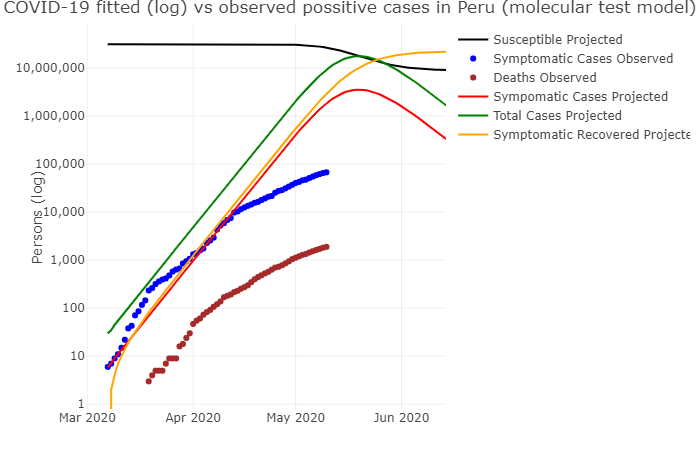 COVID-19 fitted (log) vs observed possitive cases in Peru (molecular test model)
Susceptible Projected
Symptomatic Cases Observed
Deaths Observed
Sympomatic Cases Projected
Total Cases Projected
Symptomatic Recovered Projecte
Persons (log)
10,000,000
1,000,000
100,000
10,000
1,000
100
10
1
Mar 2020
Apr 2020
May 2020
Jun 2020